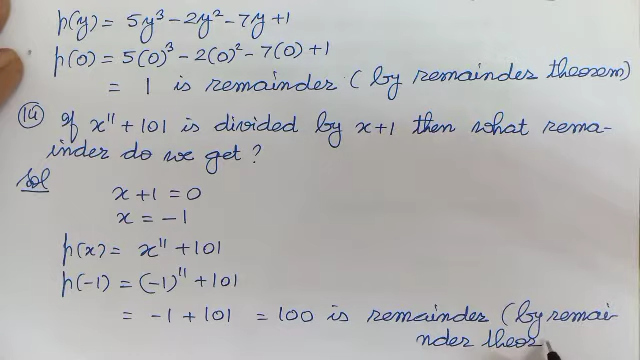 p(y) = 5y³ - 2y² - 7y + 1
p(0) = 5(0)³ - 2(0)² - 7(0) + 1
= 1 is remainder (by remainder theorem)
(14) If x¹¹ + 101 is divided by x+1 then what rema-
inder do we get?
Sol
x + 1 = 0
x = -1
p(x) = x¹¹ + 101
p(-1) = (-1)¹¹ + 101
= -1 + 101 = 100 is remainder (by remai-
nder theor